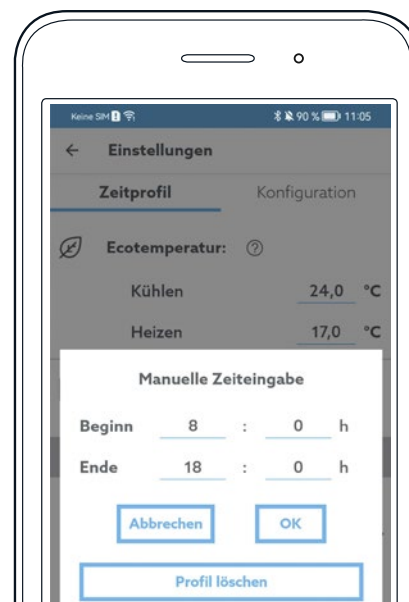 Keine SIM 90 % 11:05
Einstellungen
Zeitprofil Konfiguration
Ecotemperatur: ?
Kühlen 24,0 °C
Heizen 17,0 °C
Manuelle Zeiteingabe
Beginn 8 : 0 h
Ende 18 : 0 h
Abbrechen OK
Profil löschen